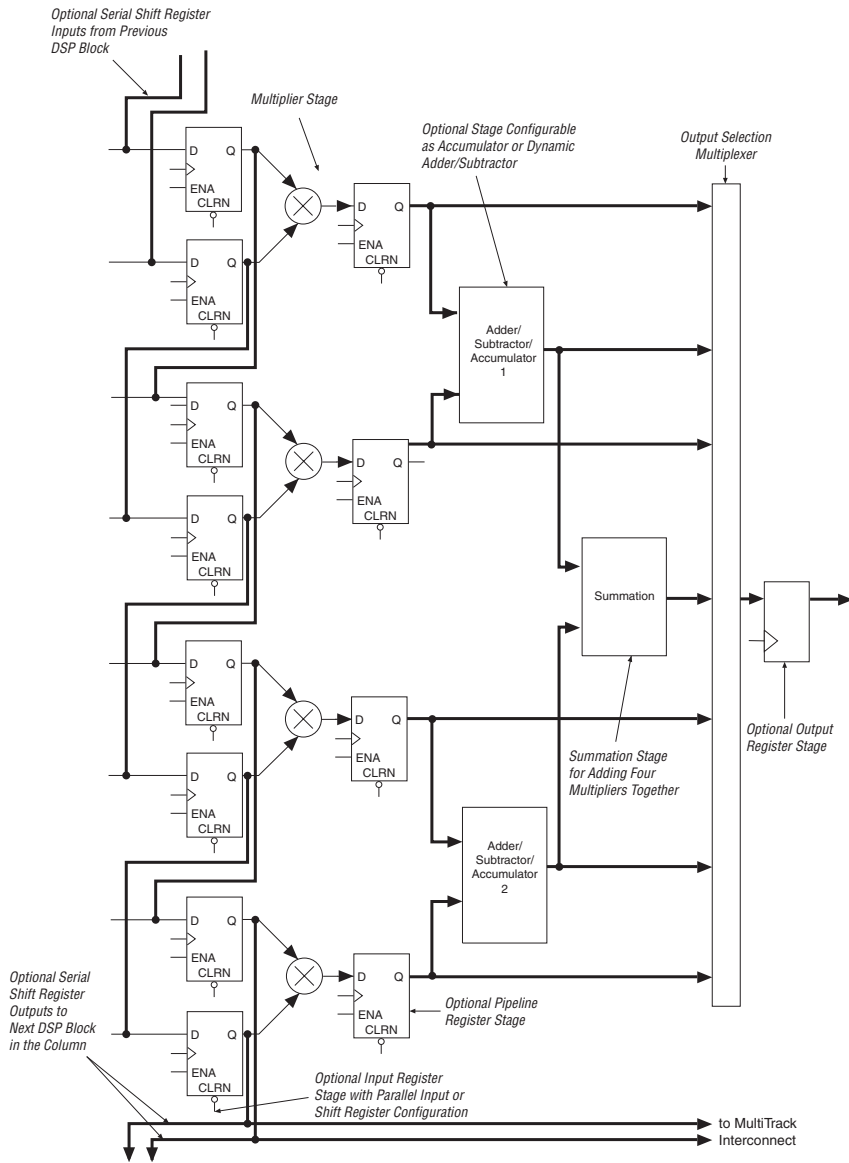 Optional Serial Shift Register
Inputs from Previous
DSP Block
Multiplier Stage
Optional Stage Configurable
as Accumulator or Dynamic
Adder/Subtractor
Output Selection
Multiplexer
D Q
ENA
CLRN
D Q
ENA
CLRN
D Q
ENA
CLRN
Adder/
Subtractor/
Accumulator
1
D Q
ENA
CLRN
D Q
ENA
CLRN
D Q
ENA
CLRN
Summation
D Q
ENA
CLRN
D Q
ENA
CLRN
D Q
ENA
CLRN
Optional Output
Register Stage
Summation Stage
for Adding Four
Multipliers Together
Adder/
Subtractor/
Accumulator
2
D Q
ENA
CLRN
D Q
ENA
CLRN
D Q
ENA
CLRN
Optional Serial
Shift Register
Outputs to
Next DSP Block
in the Column
Optional Pipeline
Register Stage
Optional Input Register
Stage with Parallel Input or
Shift Register Configuration
to MultiTrack
Interconnect